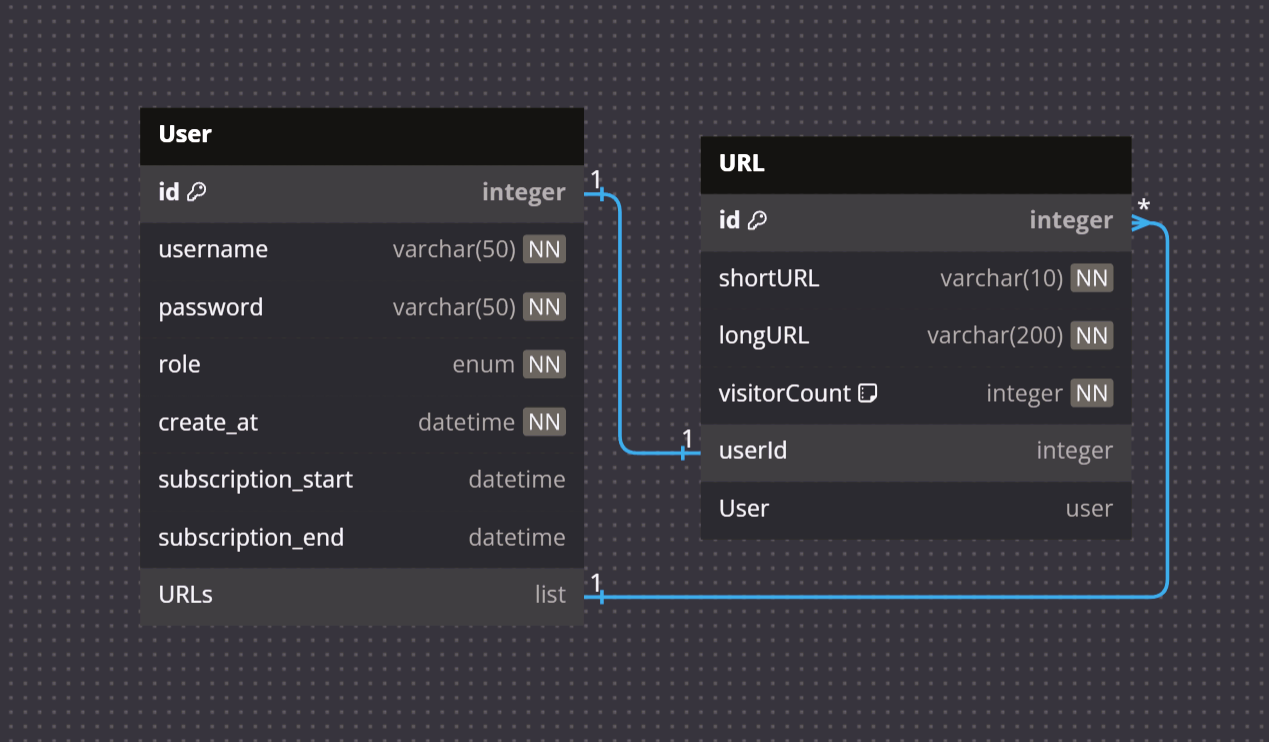 User
id integer
username varchar(50) NN
password varchar(50) NN
role enum NN
create_at datetime NN
subscription_start datetime
subscription_end datetime
URLs list
1
1
1
*
URL
id integer
shortURL varchar(10) NN
longURL varchar(200) NN
visitorCount integer NN
userId integer
User user